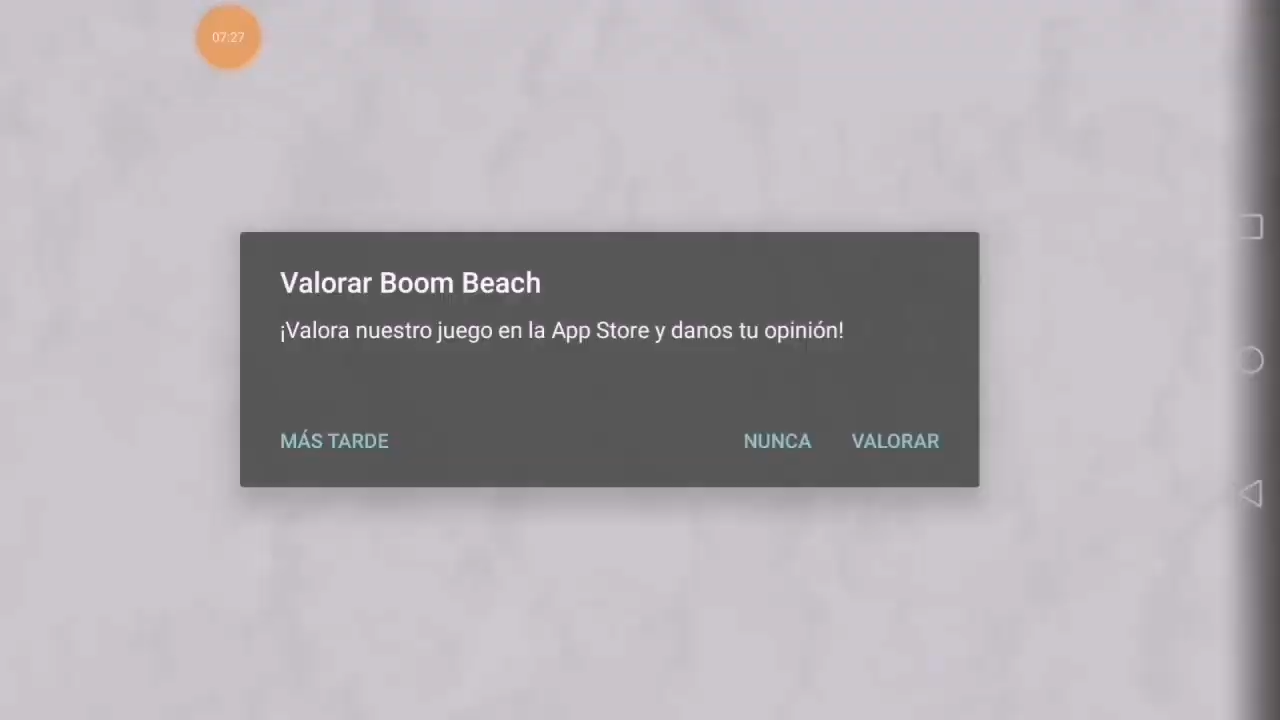 07:27
Valorar Boom Beach
¡Valora nuestro juego en la App Store y danos tu opinión!
MÁS TARDE NUNCA VALORAR